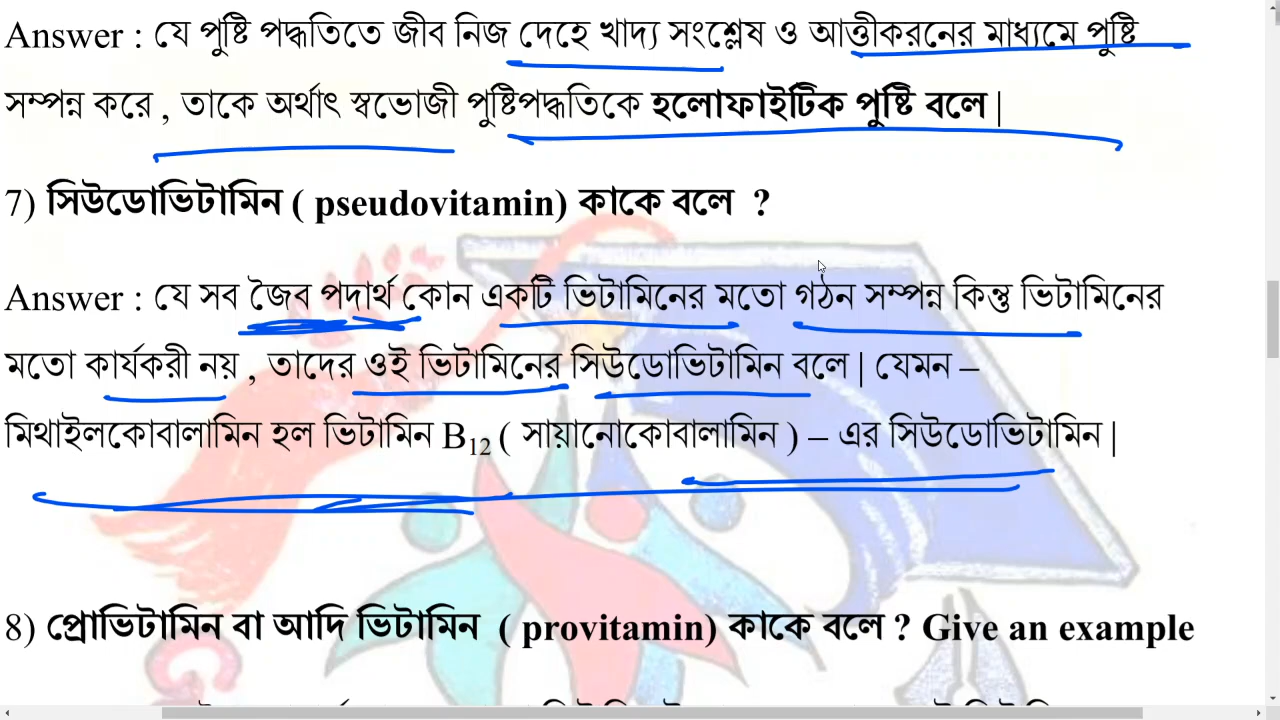 Answer : যে পুষ্টি পদ্ধতিতে জীব নিজ দেহে খাদ্য সংশ্লেষ ও আত্তীকরনের মাধ্যমে পুষ্টি
সম্পন্ন করে , তাকে অর্থাৎ স্বভোজী পুষ্টিপদ্ধতিকে হলোফাইটিক পুষ্টি বলে |
7) সিউডোভিটামিন ( pseudovitamin) কাকে বলে ?
Answer : যে সব জৈব পদার্থ কোন একটি ভিটামিনের মতো গঠন সম্পন্ন কিন্তু ভিটামিনের
মতো কার্যকরী নয় , তাদের ওই ভিটামিনের সিউডোভিটামিন বলে | যেমন –
মিথাইলকোবালামিন হল ভিটামিন B12 ( সায়ানোকোবালামিন ) – এর সিউডোভিটামিন |
8) প্রোভিটামিন বা আদি ভিটামিন ( provitamin) কাকে বলে ? Give an example